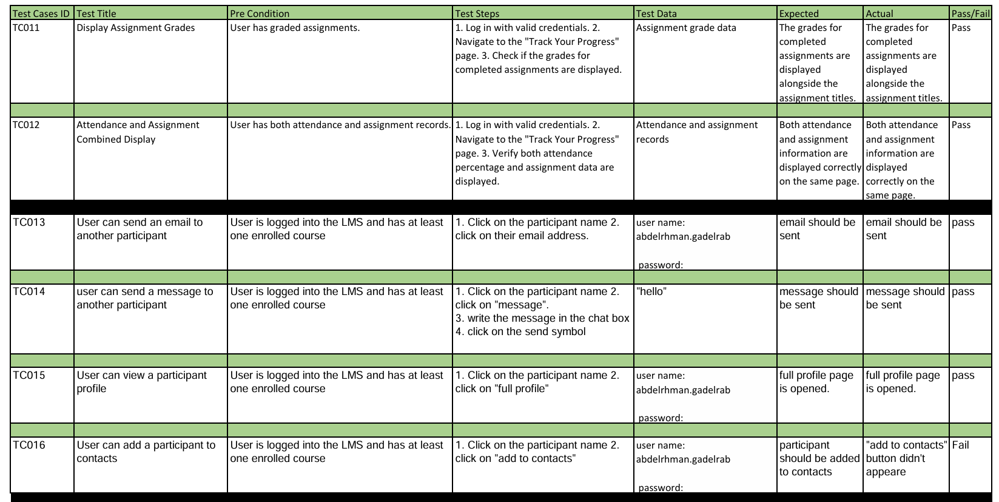 Test Cases ID Test Title Pre Condition Test Steps Test Data Expected Actual Pass/Fail
TC011
Display Assignment Grades
User has graded assignments.
1. Log in with valid credentials. 2.
Navigate to the "Track Your Progress"
page. 3. Check if the grades for
completed assignments are displayed.
Assignment grade data
The grades for
completed
assignments are
displayed
alongside the
assignment titles.
The grades for
completed
assignments are
displayed
alongside the
assignment titles.
Pass
TC012
Attendance and Assignment
Combined Display
User has both attendance and assignment records.
1. Log in with valid credentials. 2.
Navigate to the "Track Your Progress"
page. 3. Verify both attendance
percentage and assignment data are
displayed.
Attendance and assignment
records
Both attendance
and assignment
information are
displayed correctly
on the same page.
Both attendance
and assignment
information are
displayed
correctly on the
same page.
Pass
TC013
User can send an email to
another participant
User is logged into the LMS and has at least
one enrolled course
1. Click on the participant name 2.
click on their email address.
user name:
abdelrhman.gadelrab
password:
email should be
sent
email should be
sent
pass
TC014
user can send a message to
another participant
User is logged into the LMS and has at least
one enrolled course
1. Click on the participant name 2.
click on "message".
3. write the message in the chat box
4. click on the send symbol
"hello"
message should
be sent
message should
be sent
pass
TC015
User can view a participant
profile
User is logged into the LMS and has at least
one enrolled course
1. Click on the participant name 2.
click on "full profile"
user name:
abdelrhman.gadelrab
password:
full profile page
is opened.
full profile page
is opened.
pass
TC016
User can add a participant to
contacts
User is logged into the LMS and has at least
one enrolled course
1. Click on the participant name 2.
click on "add to contacts"
user name:
abdelrhman.gadelrab
password:
participant
should be added
to contacts
"add to contacts"
button didn't
appeare
Fail